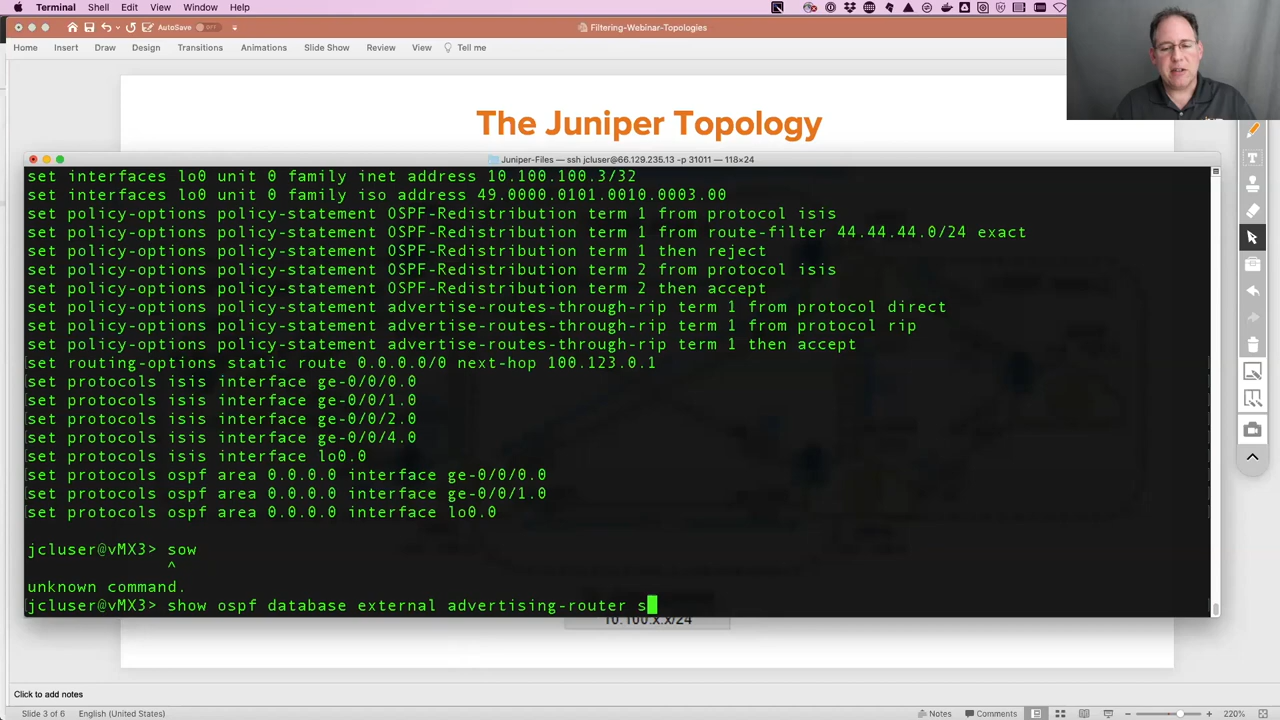 Terminal Shell Edit View Window Help
AutoSave OFF
Filtering-Webinar-Topologies
Home Insert Draw Design Transitions Animations Slide Show Review View Tell me
The Juniper Topology
Juniper-Files — ssh jcluser@66.129.235.13 -p 31011 — 118×24
set interfaces lo0 unit 0 family inet address 10.100.100.3/32
set interfaces lo0 unit 0 family iso address 49.0000.0101.0010.0003.00
set policy-options policy-statement OSPF-Redistribution term 1 from protocol isis
set policy-options policy-statement OSPF-Redistribution term 1 from route-filter 44.44.44.0/24 exact
set policy-options policy-statement OSPF-Redistribution term 1 then reject
set policy-options policy-statement OSPF-Redistribution term 2 from protocol isis
set policy-options policy-statement OSPF-Redistribution term 2 then accept
set policy-options policy-statement advertise-routes-through-rip term 1 from protocol direct
set policy-options policy-statement advertise-routes-through-rip term 1 from protocol rip
set policy-options policy-statement advertise-routes-through-rip term 1 then accept
set routing-options static route 0.0.0.0/0 next-hop 100.123.0.1
set protocols isis interface ge-0/0/0.0
set protocols isis interface ge-0/0/1.0
set protocols isis interface ge-0/0/2.0
set protocols isis interface ge-0/0/4.0
set protocols isis interface lo0.0
set protocols ospf area 0.0.0.0 interface ge-0/0/0.0
set protocols ospf area 0.0.0.0 interface ge-0/0/1.0
set protocols ospf area 0.0.0.0 interface lo0.0
jcluser@vMX3> sow
^
unknown command.
jcluser@vMX3> show ospf database external advertising-router s
10.100.x.x/24
Click to add notes
Slide 3 of 6 English (United States) Notes Comments 220%